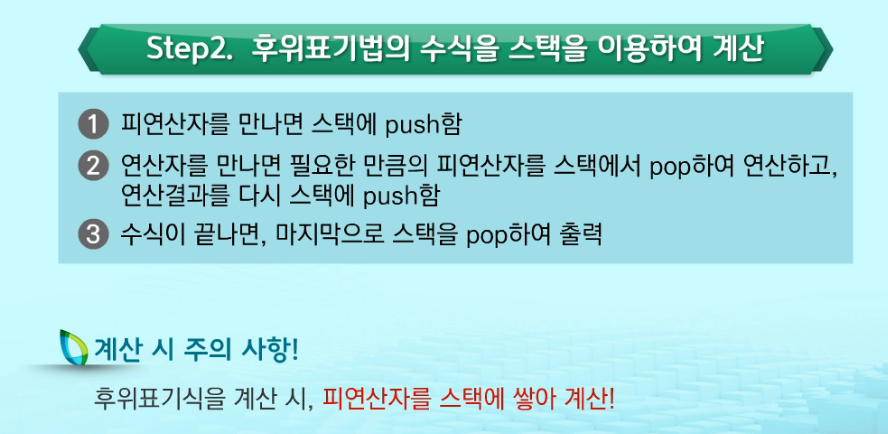 Step2. 후위표기법의 수식을 스택을 이용하여 계산
1 피연산자를 만나면 스택에 push함
2 연산자를 만나면 필요한 만큼의 피연산자를 스택에서 pop하여 연산하고,
연산결과를 다시 스택에 push함
3 수식이 끝나면, 마지막으로 스택을 pop하여 출력
계산 시 주의 사항!
후위표기식을 계산 시, 피연산자를 스택에 쌓아 계산!